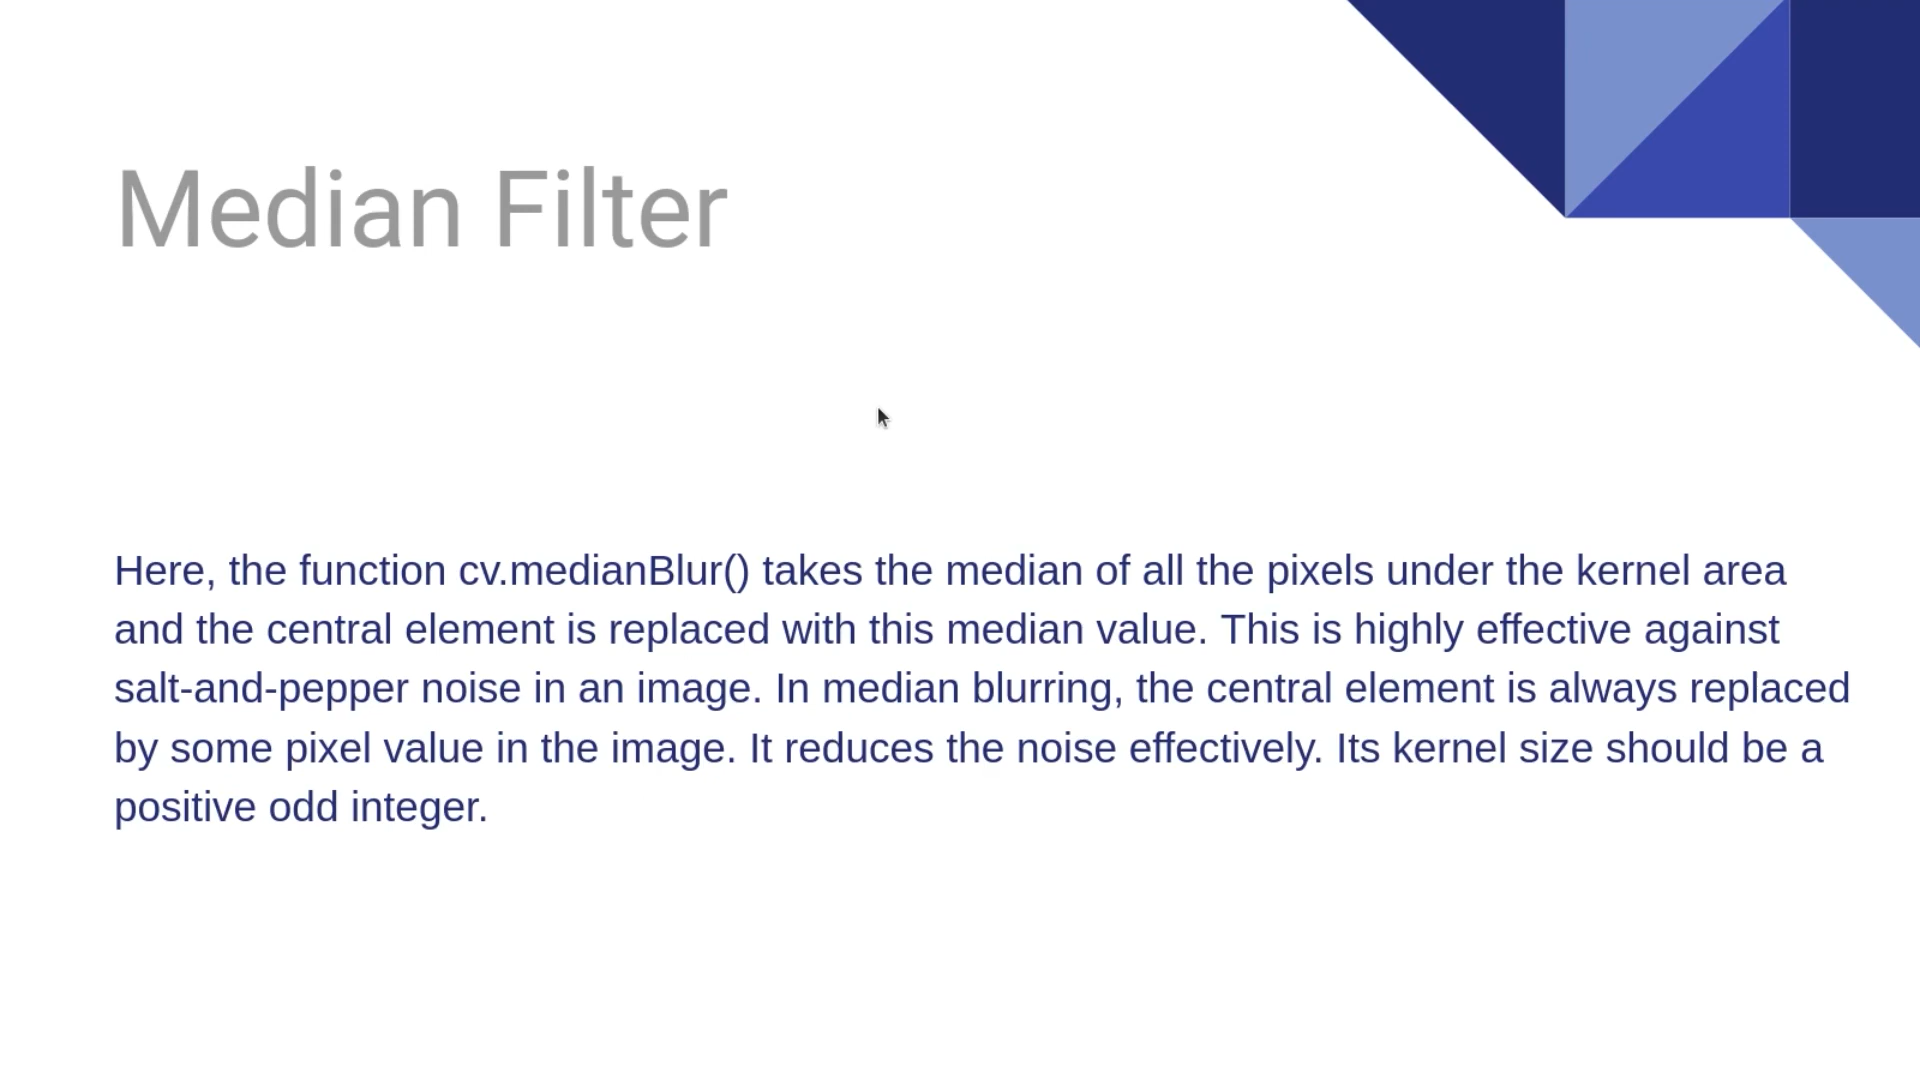 Median Filter
Here, the function cv.medianBlur() takes the median of all the pixels under the kernel area
and the central element is replaced with this median value. This is highly effective against
salt-and-pepper noise in an image. In median blurring, the central element is always replaced
by some pixel value in the image. It reduces the noise effectively. Its kernel size should be a
positive odd integer.